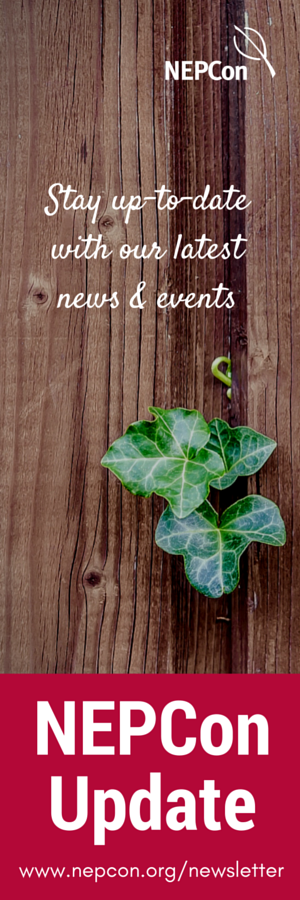 NEPCon
Stay up-to-date
with our latest
news & events
NEPCon
Update
www.nepcon.org/newsletter